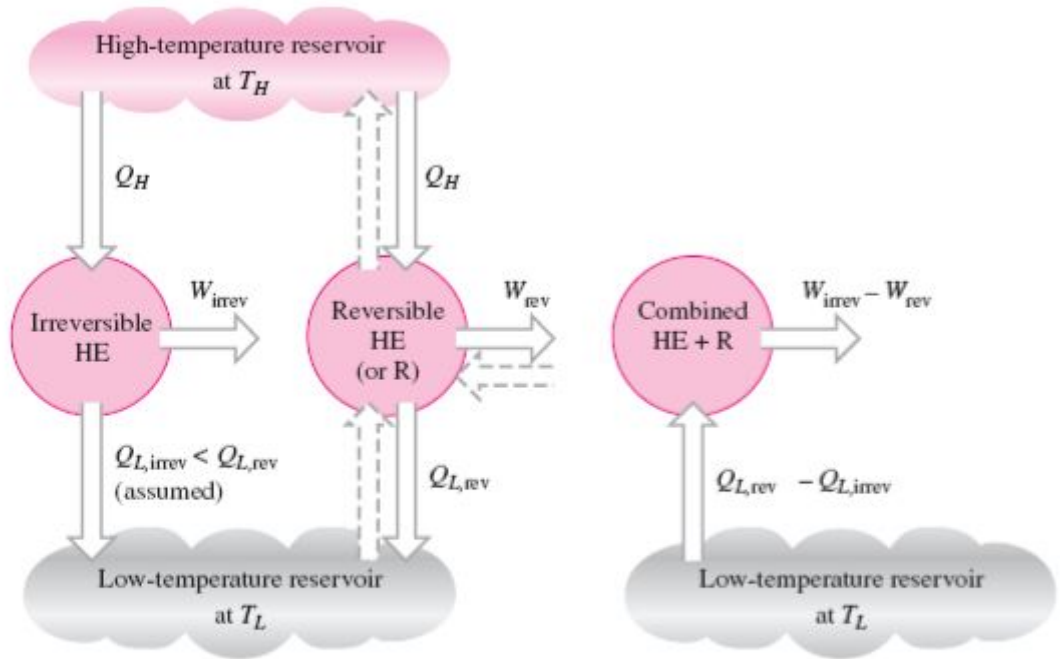 High-temperature reservoir
at T_H
Q_H
Q_H
Irreversible
HE
W_irrev
Reversible
HE
(or R)
W_rev
Combined
HE + R
W_irrev – W_rev
Q_L,irrev < Q_L,rev
(assumed)
Q_L,rev
Q_L,rev – Q_L,irrev
Low-temperature reservoir
at T_L
Low-temperature reservoir
at T_L